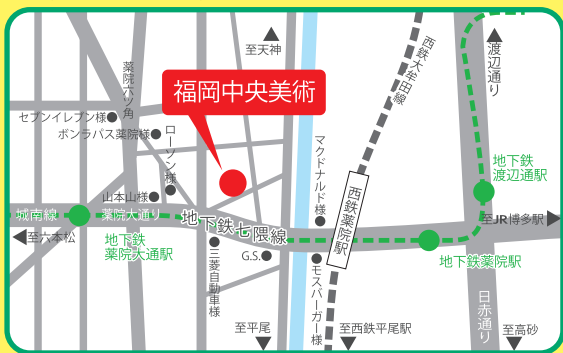 至天神
西鉄大牟田線
渡辺通り
薬院六ツ角
福岡中央美術
セブンイレブン様
ボンラパス薬院様
ローソン様
マクドナルド様
地下鉄
渡辺通駅
山本山様
西鉄薬院駅
城南線
薬院大通り
地下鉄七隈線
至JR博多駅
至六本松
地下鉄
薬院大通駅
三菱自動車様
G.S.
モスバーガー様
地下鉄薬院駅
日赤通り
至平尾
至西鉄平尾駅
至高砂